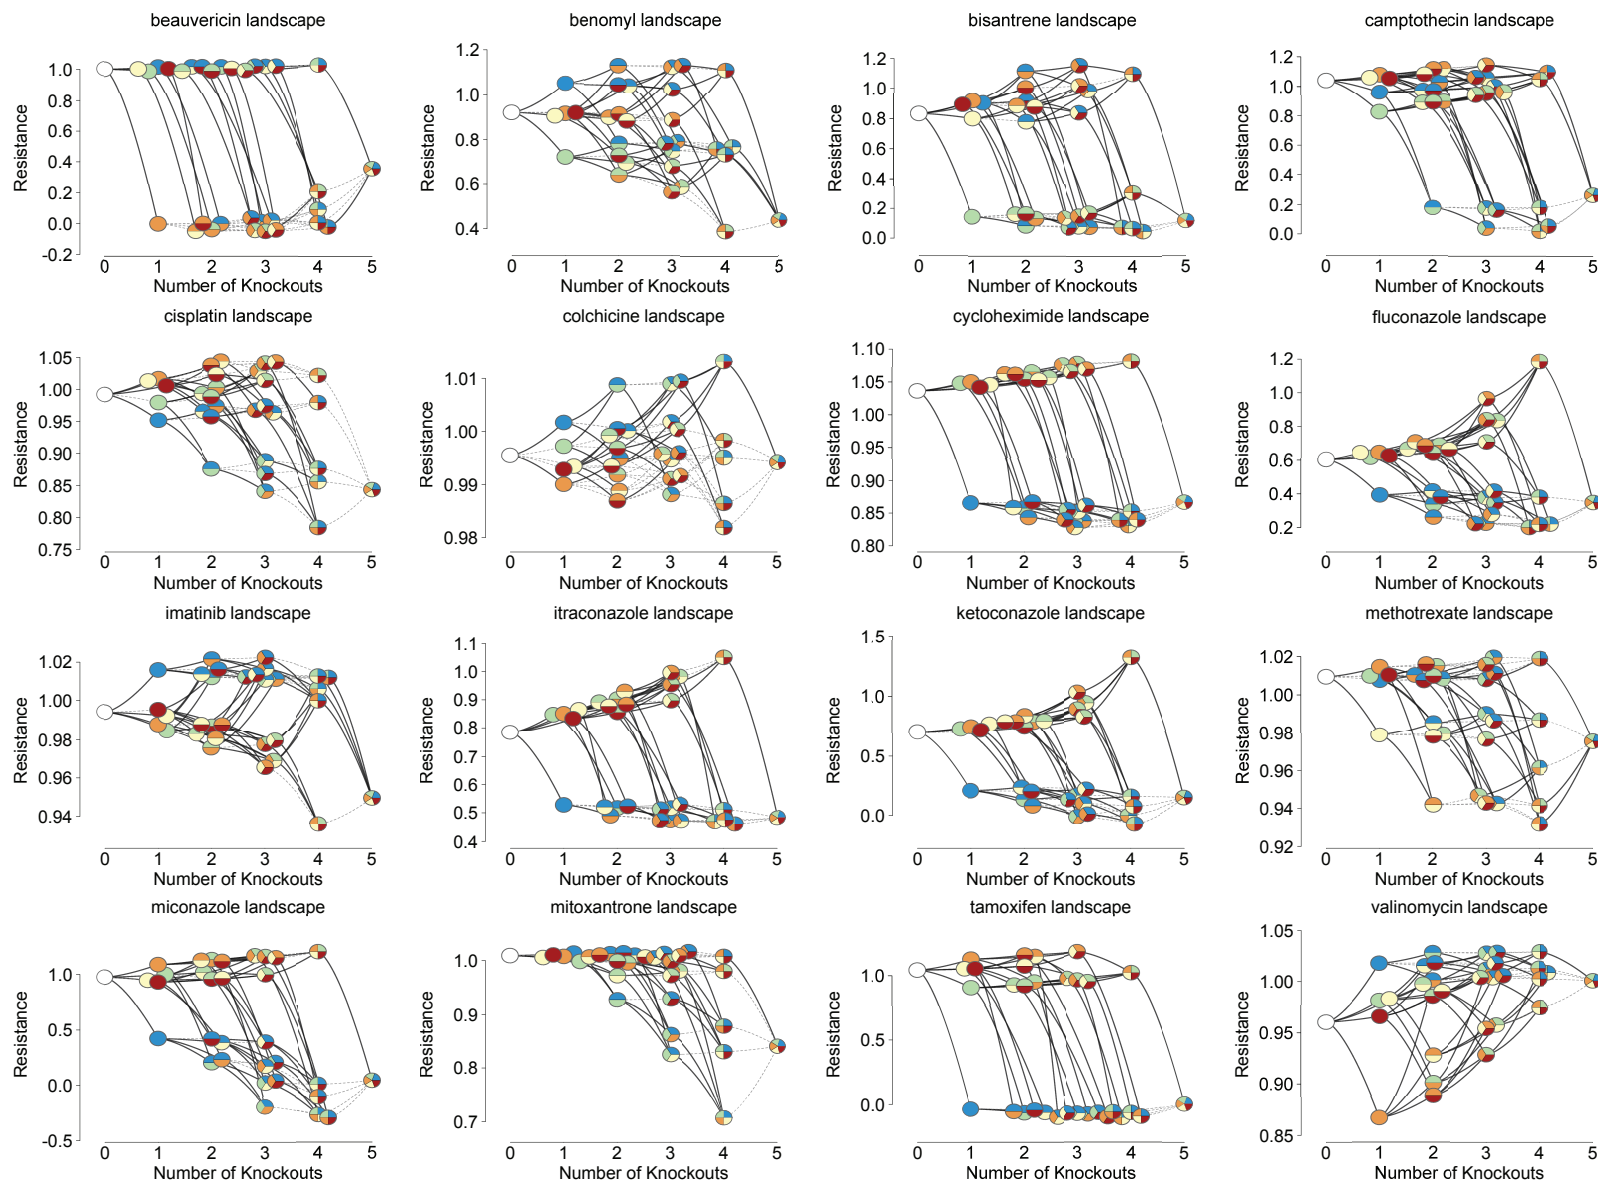 beauvericin landscape
1.0
0.8
0.6
0.4
0.2
0.0
-0.2
Resistance
0 1 2 3 4 5
Number of Knockouts
benomyl landscape
1.2
1.0
0.8
0.6
0.4
Resistance
0 1 2 3 4 5
Number of Knockouts
bisantrene landscape
1.2
1.0
0.8
0.6
0.4
0.2
0.0
Resistance
0 1 2 3 4 5
Number of Knockouts
camptothecin landscape
1.2
1.0
0.8
0.6
0.4
0.2
0.0
Resistance
0 1 2 3 4 5
Number of Knockouts
cisplatin landscape
1.05
1.00
0.95
0.90
0.85
0.80
0.75
Resistance
0 1 2 3 4 5
Number of Knockouts
colchicine landscape
1.01
1.00
0.99
0.98
Resistance
0 1 2 3 4 5
Number of Knockouts
cycloheximide landscape
1.10
1.05
1.00
0.95
0.90
0.85
0.80
Resistance
0 1 2 3 4 5
Number of Knockouts
fluconazole landscape
1.2
1.0
0.8
0.6
0.4
0.2
Resistance
0 1 2 3 4 5
Number of Knockouts
imatinib landscape
1.02
1.00
0.98
0.96
0.94
Resistance
0 1 2 3 4 5
Number of Knockouts
itraconazole landscape
1.1
1.0
0.9
0.8
0.7
0.6
0.5
0.4
Resistance
0 1 2 3 4 5
Number of Knockouts
ketoconazole landscape
1.5
1.0
0.5
0.0
Resistance
0 1 2 3 4 5
Number of Knockouts
methotrexate landscape
1.02
1.00
0.98
0.96
0.94
0.92
Resistance
0 1 2 3 4 5
Number of Knockouts
miconazole landscape
1.0
0.5
0.0
-0.5
Resistance
0 1 2 3 4 5
Number of Knockouts
mitoxantrone landscape
1.0
0.9
0.8
0.7
Resistance
0 1 2 3 4 5
Number of Knockouts
tamoxifen landscape
1.0
0.5
0.0
Resistance
0 1 2 3 4 5
Number of Knockouts
valinomycin landscape
1.05
1.00
0.95
0.90
0.85
Resistance
0 1 2 3 4 5
Number of Knockouts